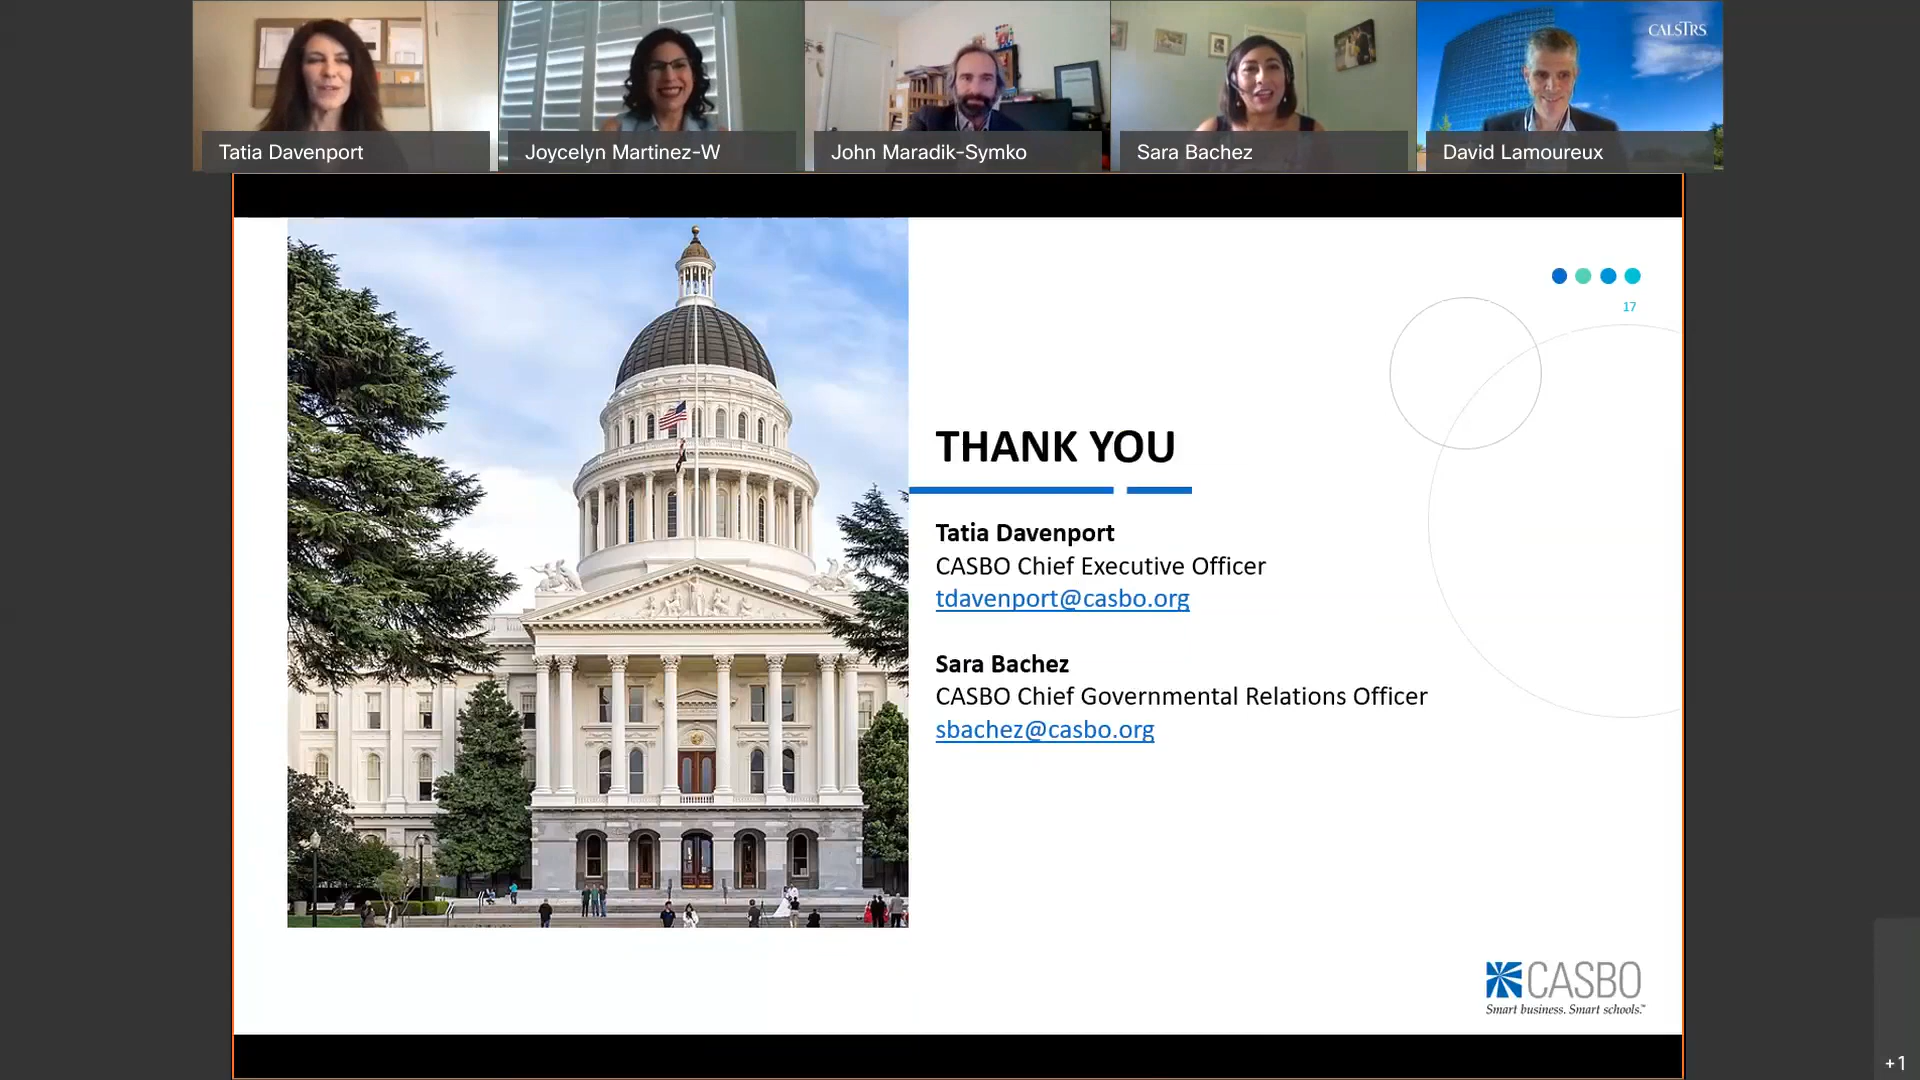 CALSTRS
Tatia Davenport
Joycelyn Martinez-W
John Maradik-Symko
Sara Bachez
David Lamoureux
17
THANK YOU
Tatia Davenport
CASBO Chief Executive Officer
tdavenport@casbo.org
Sara Bachez
CASBO Chief Governmental Relations Officer
sbachez@casbo.org
CASBO
Smart business. Smart schools.™
+1